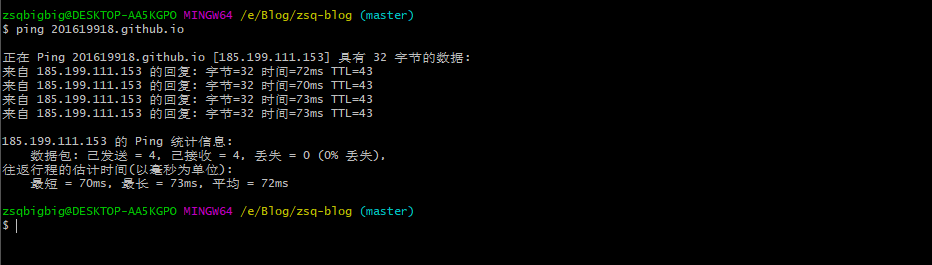 zsqbigbig@DESKTOP-AA5KGPO MINGW64 /e/Blog/zsq-blog (master)
$ ping 201619918.github.io
正在 Ping 201619918.github.io [185.199.111.153] 具有 32 字节的数据:
来自 185.199.111.153 的回复: 字节=32 时间=72ms TTL=43
来自 185.199.111.153 的回复: 字节=32 时间=70ms TTL=43
来自 185.199.111.153 的回复: 字节=32 时间=73ms TTL=43
来自 185.199.111.153 的回复: 字节=32 时间=73ms TTL=43
185.199.111.153 的 Ping 统计信息:
数据包: 已发送 = 4, 已接收 = 4, 丢失 = 0 (0% 丢失),
往返行程的估计时间(以毫秒为单位):
最短 = 70ms, 最长 = 73ms, 平均 = 72ms
zsqbigbig@DESKTOP-AA5KGPO MINGW64 /e/Blog/zsq-blog (master)
$